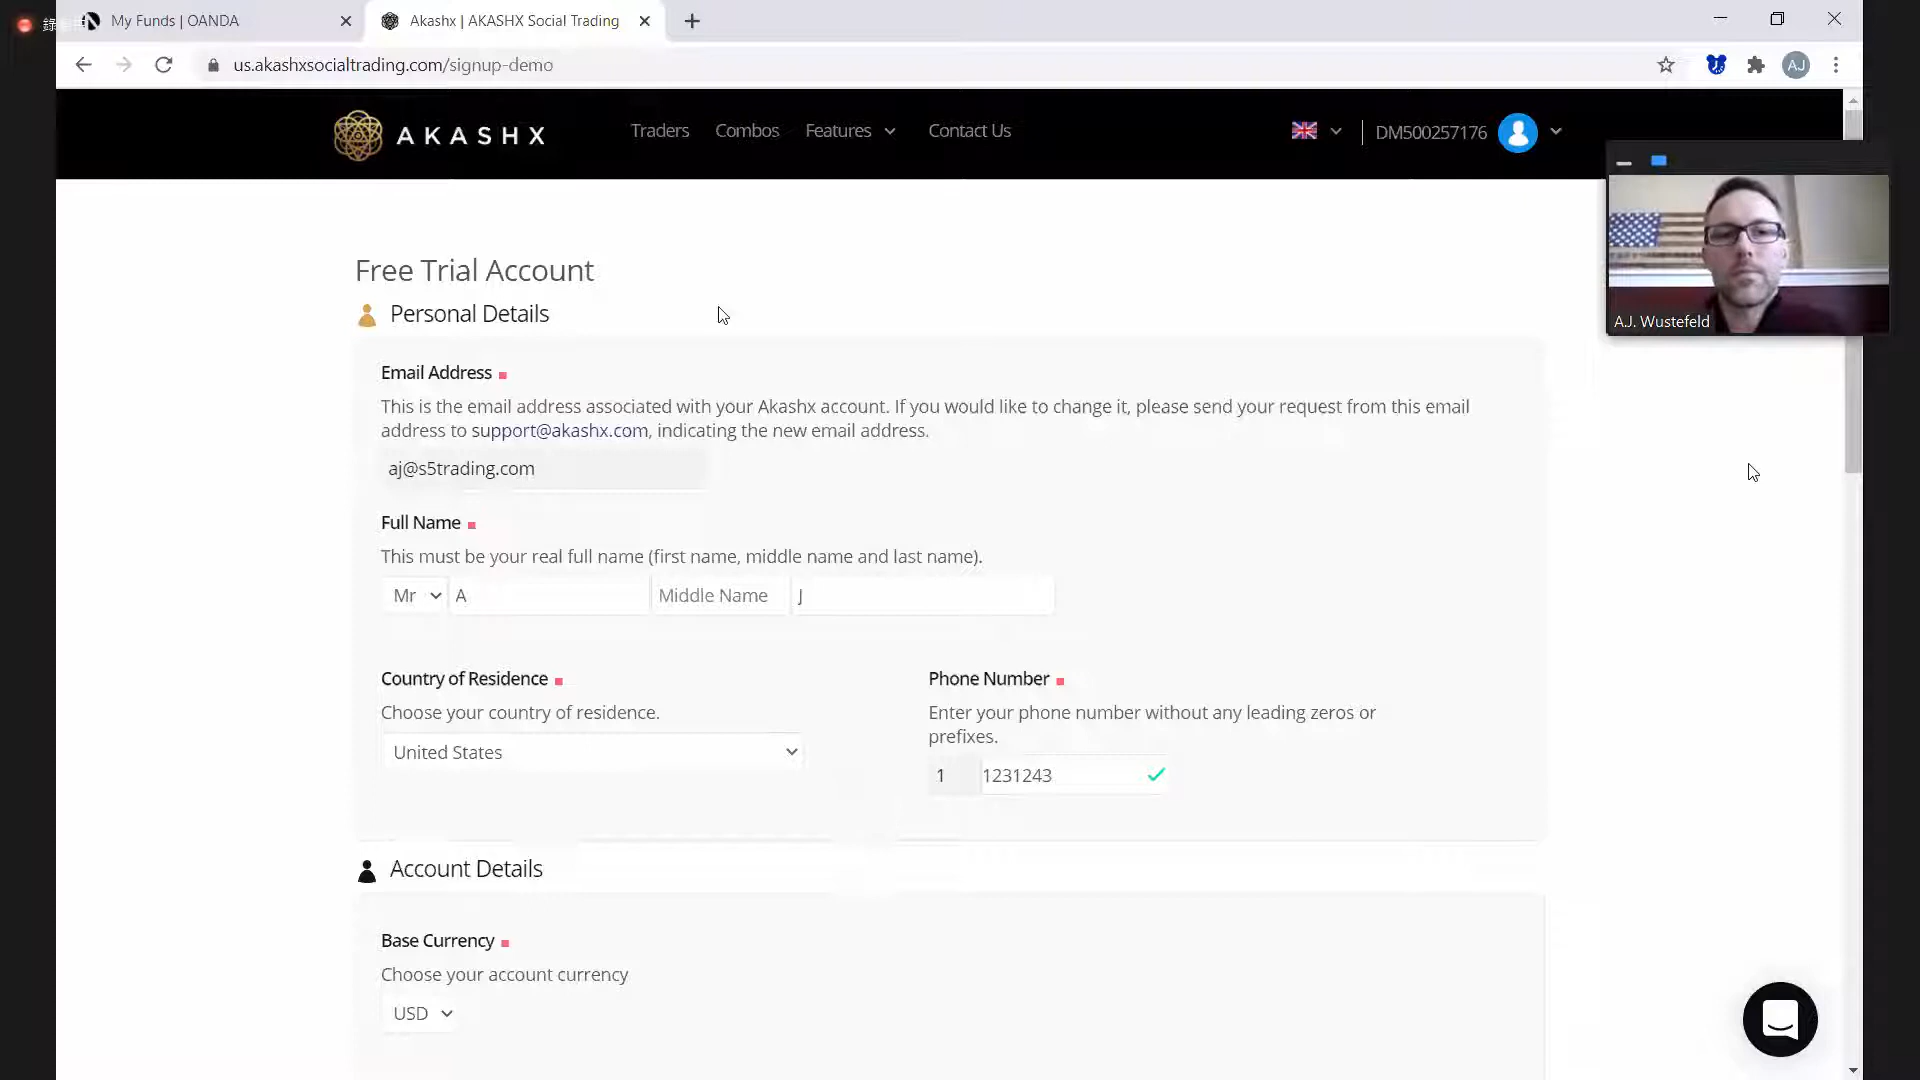 My Funds | OANDA
Akashx | AKASHX Social Trading
us.akashxsocialtrading.com/signup-demo
AJ
AKASHX
Traders
Combos
Features
Contact Us
DM500257176
A.J. Wustefeld
Free Trial Account
Personal Details
Email Address
This is the email address associated with your Akashx account. If you would like to change it, please send your request from this email
address to support@akashx.com, indicating the new email address.
aj@s5trading.com
Full Name
This must be your real full name (first name, middle name and last name).
Mr
A
Middle Name
J
Country of Residence
Choose your country of residence.
United States
Phone Number
Enter your phone number without any leading zeros or
prefixes.
1
1231243
Account Details
Base Currency
Choose your account currency
USD